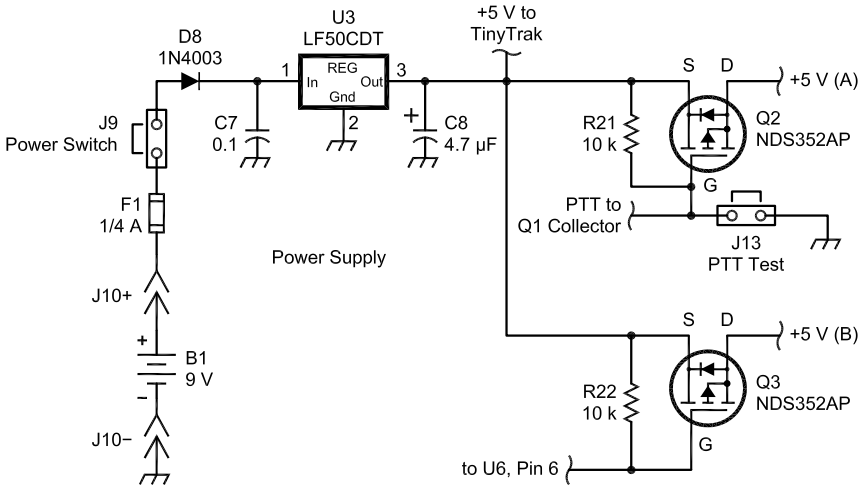 +5 V to
TinyTrak
U3
LF50CDT
D8
1N4003
1
In
REG
Out
3
Gnd
2
S
D
+5 V (A)
J9
Power Switch
C7
0.1
+
C8
4.7 µF
R21
10 k
Q2
NDS352AP
G
F1
1/4 A
PTT to
Q1 Collector
J13
PTT Test
Power Supply
J10+
S
D
+5 V (B)
+
B1
9 V
−
R22
10 k
Q3
NDS352AP
G
J10−
to U6, Pin 6